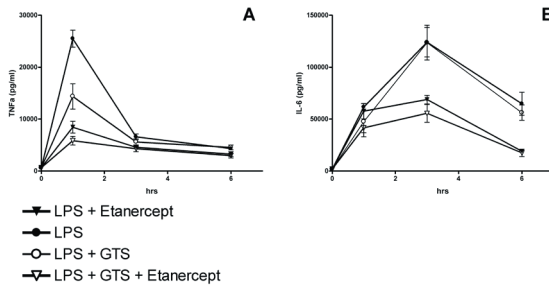 A
30000
20000
10000
0
TNFa (pg/ml)
0 2 4 6
hrs
B
150000
100000
50000
0
IL-6 (pg/ml)
0 2 4 6
hrs
LPS + Etanercept
LPS
LPS + GTS
LPS + GTS + Etanercept